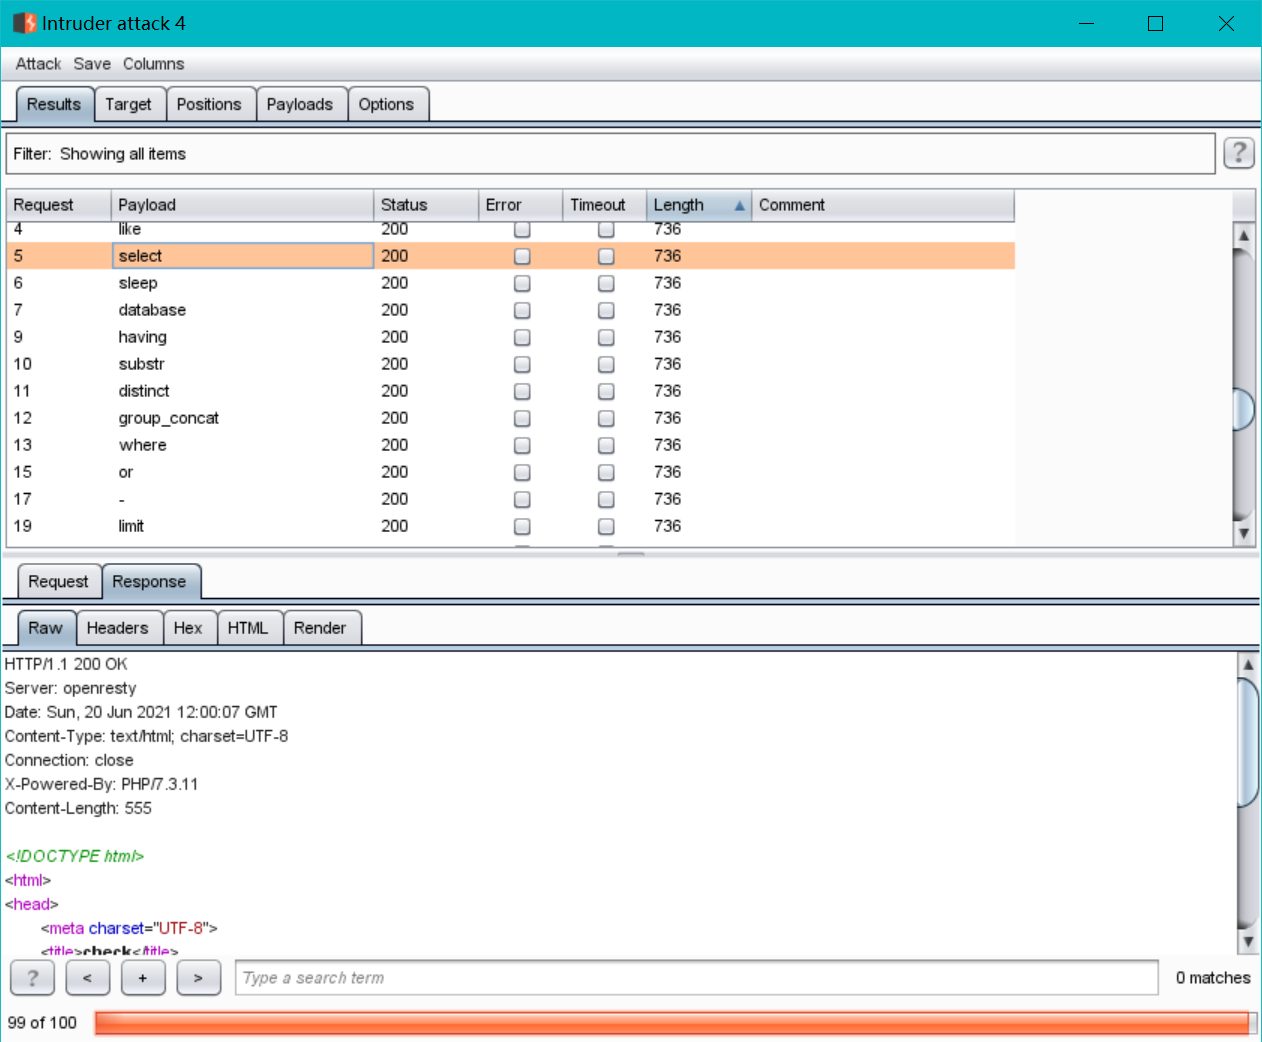 Intruder attack 4
Attack Save Columns
Results Target Positions Payloads Options
Filter: Showing all items ?
Request Payload Status Error Timeout Length Comment
4 like 200 736
5 select 200 736
6 sleep 200 736
7 database 200 736
9 having 200 736
10 substr 200 736
11 distinct 200 736
12 group_concat 200 736
13 where 200 736
15 or 200 736
17 - 200 736
19 limit 200 736
Request Response
Raw Headers Hex HTML Render
HTTP/1.1 200 OK
Server: openresty
Date: Sun, 20 Jun 2021 12:00:07 GMT
Content-Type: text/html; charset=UTF-8
Connection: close
X-Powered-By: PHP/7.3.11
Content-Length: 555
<!DOCTYPE html>
<html>
<head>
<meta charset="UTF-8">
<title>check</title>
? < + > Type a search term 0 matches
99 of 100